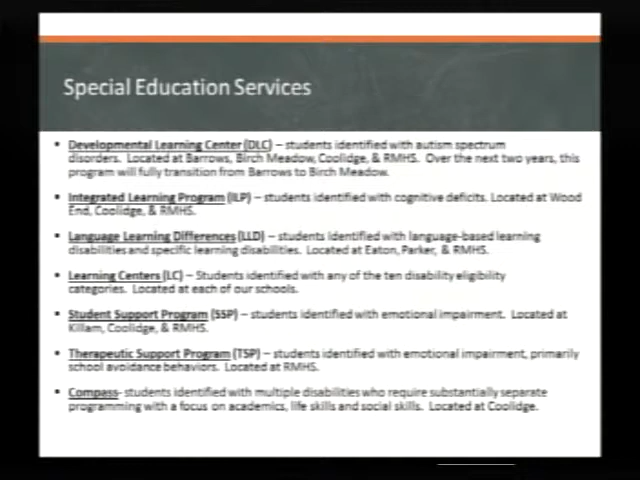 Special Education Services
▪ Developmental Learning Center (DLC) – students identified with autism spectrum
disorders. Located at Barrows, Birch Meadow, Coolidge, & RMHS. Over the next two years, this
program will fully transition from Barrows to Birch Meadow.
▪ Integrated Learning Program (ILP) – students identified with cognitive deficits. Located at Wood
End, Coolidge, & RMHS.
▪ Language Learning Differences (LLD) – students identified with language-based learning
disabilities and specific learning disabilities. Located at Eaton, Parker, & RMHS.
▪ Learning Centers (LC) – Students identified with any of the ten disability eligibility
categories. Located at each of our schools.
▪ Student Support Program (SSP) – students identified with emotional impairment. Located at
Killam, Coolidge, & RMHS.
▪ Therapeutic Support Program (TSP) – students identified with emotional impairment, primarily
school avoidance behaviors. Located at RMHS.
▪ Compass- students identified with multiple disabilities who require substantially separate
programming with a focus on academics, life skills and social skills. Located at Coolidge.